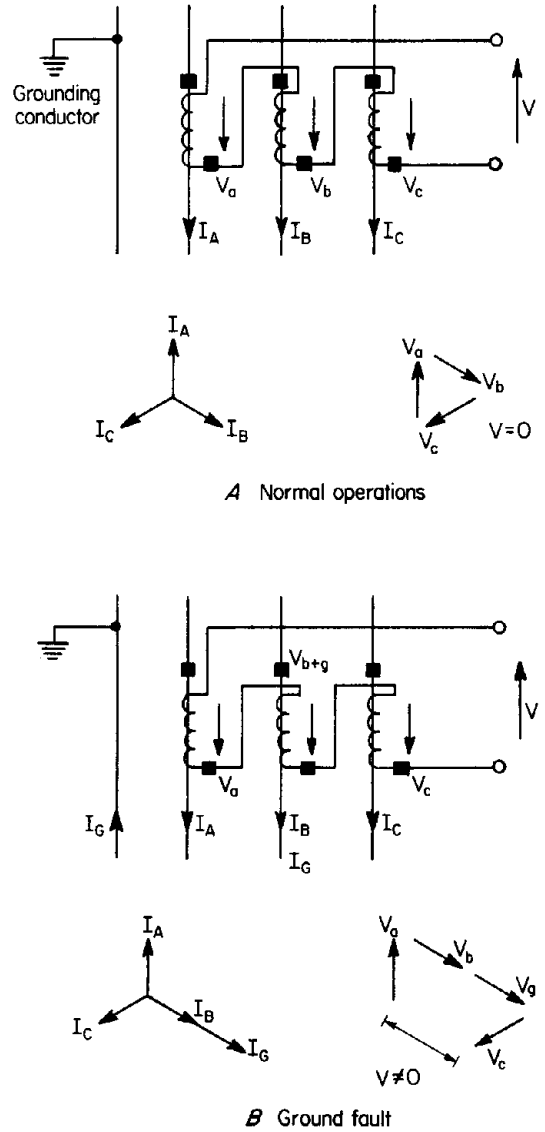 Grounding
conductor
V
Va Vb Vc
IA IB IC
IA
IC IB
Va
Vb
Vc
V=0
A Normal operations
Vb+g
V
Va Vc
IG IA IB IC
IG
IA
IC IB
IG
Va
Vb
Vg
Vc
V≠0
B Ground fault